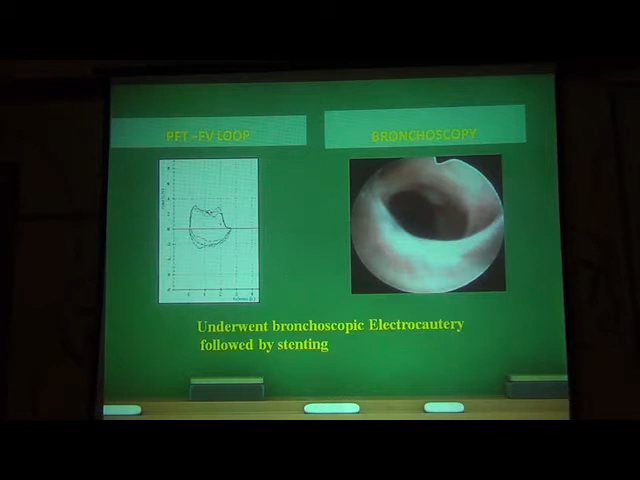 PFT –FV LOOP
BRONCHOSCOPY
Underwent bronchoscopic Electrocautery
followed by stenting